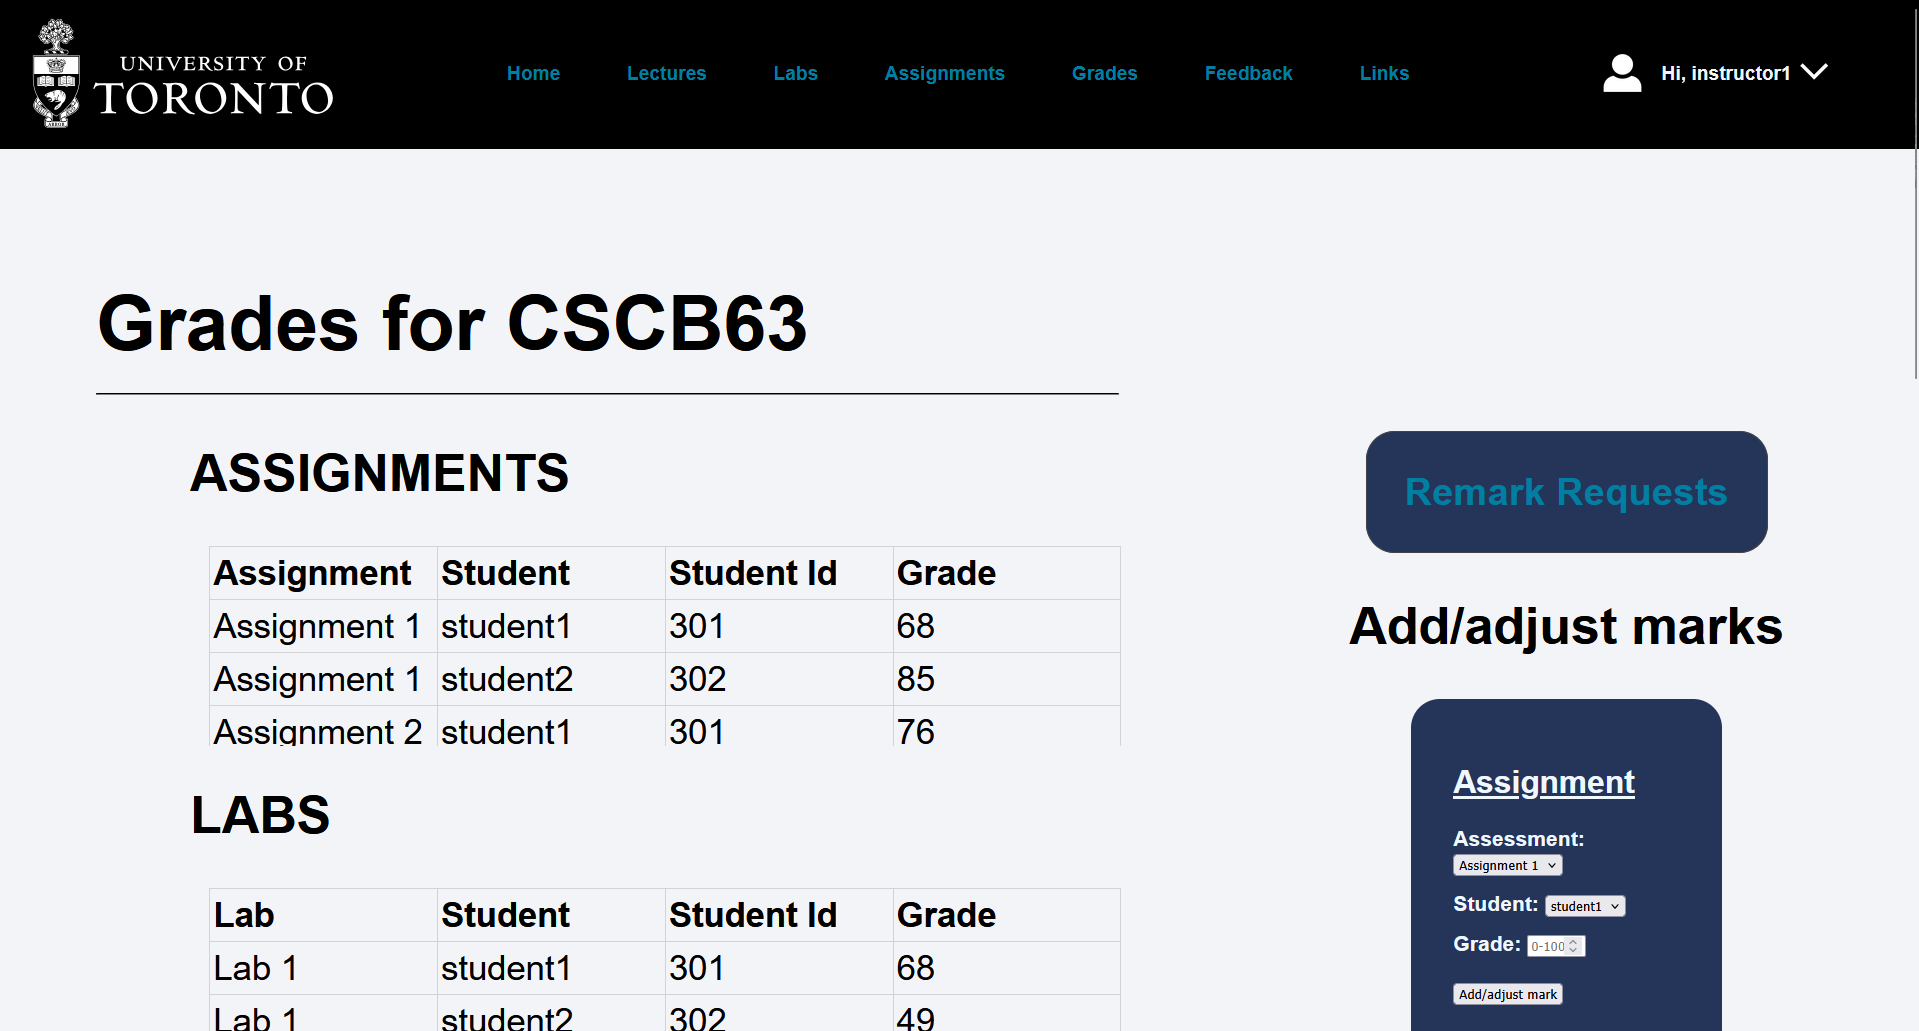 UNIVERSITY OF
TORONTO
Home Lectures Labs Assignments Grades Feedback Links
Hi, instructor1
Grades for CSCB63
ASSIGNMENTS
Assignment Student Student Id Grade
Assignment 1 student1 301 68
Assignment 1 student2 302 85
Assignment 2 student1 301 76
LABS
Lab Student Student Id Grade
Lab 1 student1 301 68
Lab 1 student2 302 49
Remark Requests
Add/adjust marks
Assignment
Assessment:
Assignment 1
Student: student1
Grade: 0-100
Add/adjust mark